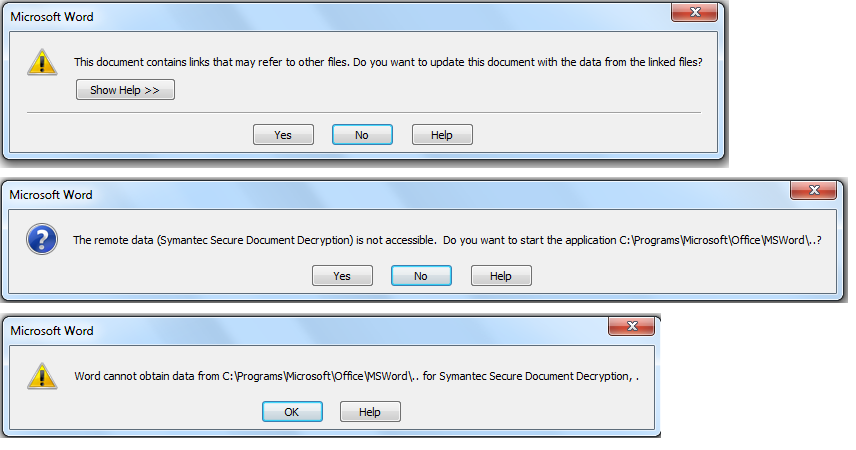 Microsoft Word
This document contains links that may refer to other files. Do you want to update this document with the data from the linked files?
Show Help >>
Yes No Help
Microsoft Word
The remote data (Symantec Secure Document Decryption) is not accessible. Do you want to start the application C:\Programs\Microsoft\Office\MSWord\..?
Yes No Help
Microsoft Word
Word cannot obtain data from C:\Programs\Microsoft\Office\MSWord\.. for Symantec Secure Document Decryption, .
OK Help